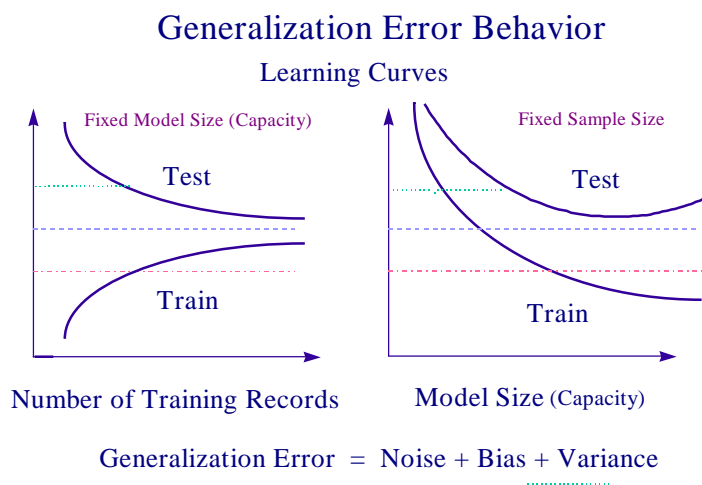 Generalization Error Behavior
Learning Curves
Fixed Model Size (Capacity)
Test
Train
Number of Training Records
Fixed Sample Size
Test
Train
Model Size (Capacity)
Generalization Error = Noise + Bias + Variance